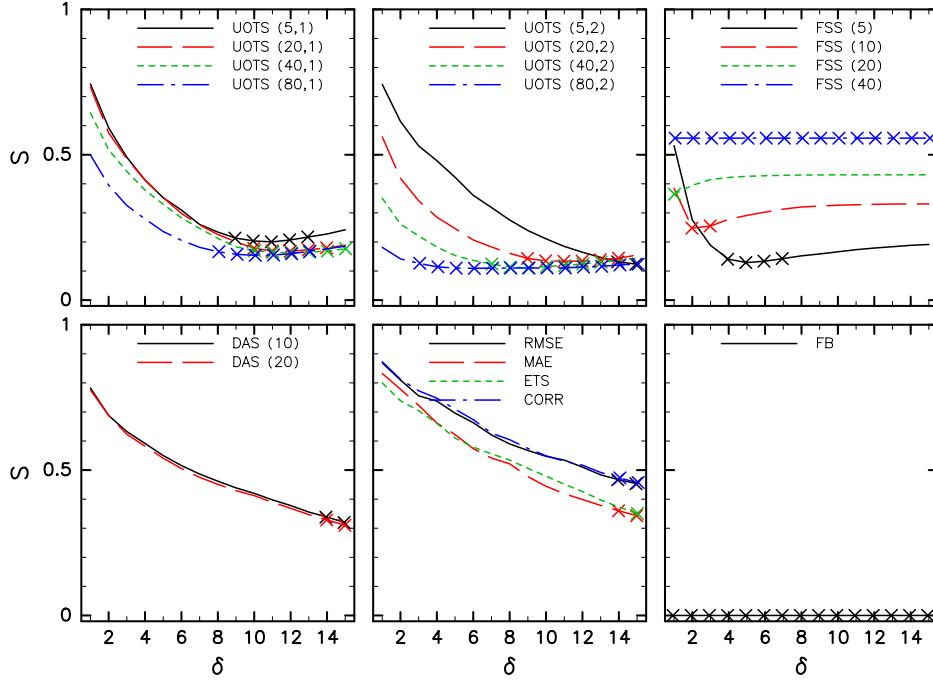 1
0.5
0
S
UOTS (5,1)
UOTS (20,1)
UOTS (40,1)
UOTS (80,1)
UOTS (5,2)
UOTS (20,2)
UOTS (40,2)
UOTS (80,2)
FSS (5)
FSS (10)
FSS (20)
FSS (40)
1
0.5
0
S
DAS (10)
DAS (20)
RMSE
MAE
ETS
CORR
FB
2 4 6 8 10 12 14
2 4 6 8 10 12 14
2 4 6 8 10 12 14
δ
δ
δ